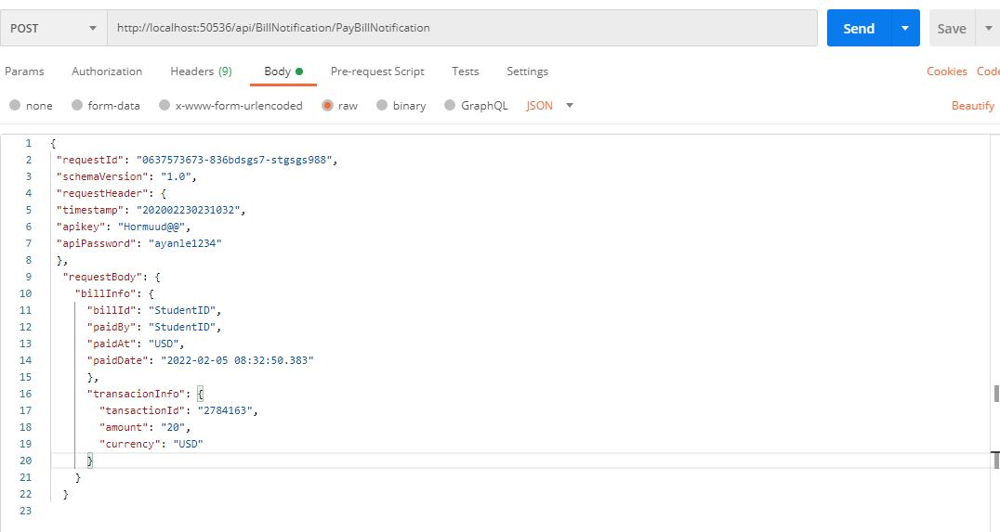 POST http://localhost:50536/api/BillNotification/PayBillNotification Send Save
Params Authorization Headers (9) Body Pre-request Script Tests Settings Cookies Code
none form-data x-www-form-urlencoded raw binary GraphQL JSON Beautify
1 {
2 "requestId": "0637573673-836bdsgs7-stgsgs988",
3 "schemaVersion": "1.0",
4 "requestHeader": {
5 "timestamp": "202002230231032",
6 "apikey": "Hormuud@@",
7 "apiPassword": "ayanle1234"
8 },
9 "requestBody": {
10 "billInfo": {
11 "billId": "StudentID",
12 "paidBy": "StudentID",
13 "paidAt": "USD",
14 "paidDate": "2022-02-05 08:32:50.383"
15 },
16 "transacionInfo": {
17 "tansactionId": "2784163",
18 "amount": "20",
19 "currency": "USD"
20 }
21 }
22 }
23